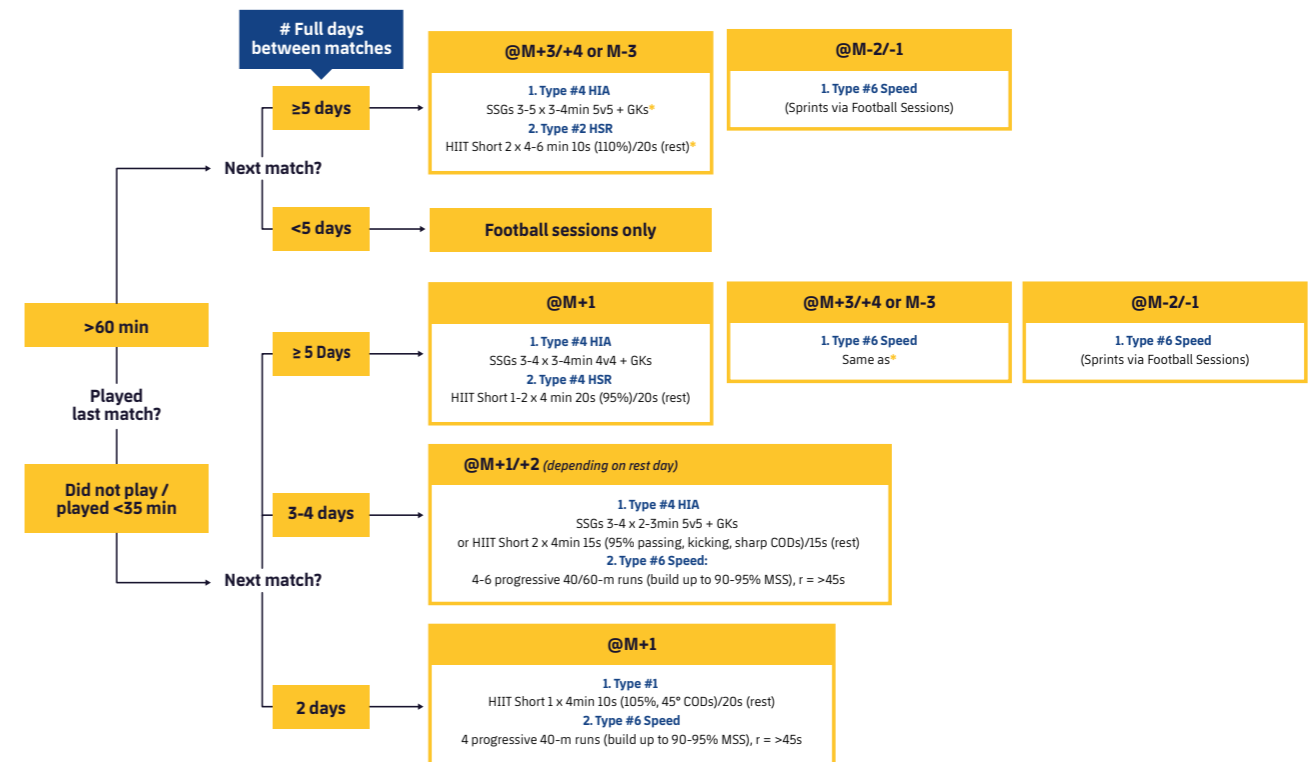 # Full days
between matches
≥5 days
@M+3/+4 or M-3
1. Type #4 HIA
SSGs 3-5 x 3-4min 5v5 + GKs*
2. Type #2 HSR
HIIT Short 2 x 4-6 min 10s (110%)/20s (rest)*
@M-2/-1
1. Type #6 Speed
(Sprints via Football Sessions)
Next match?
<5 days
Football sessions only
>60 min
Played
last match?
Did not play /
played <35 min
≥ 5 Days
@M+1
1. Type #4 HIA
SSGs 3-4 x 3-4min 4v4 + GKs
2. Type #4 HSR
HIIT Short 1-2 x 4 min 20s (95%)/20s (rest)
@M+3/+4 or M-3
1. Type #6 Speed
Same as*
@M-2/-1
1. Type #6 Speed
(Sprints via Football Sessions)
3-4 days
@M+1/+2 (depending on rest day)
1. Type #4 HIA
SSGs 3-4 x 2-3min 5v5 + GKs
or HIIT Short 2 x 4min 15s (95% passing, kicking, sharp CODs)/15s (rest)
2. Type #6 Speed:
4-6 progressive 40/60-m runs (build up to 90-95% MSS), r = >45s
Next match?
2 days
@M+1
1. Type #1
HIIT Short 1 x 4min 10s (105%, 45° CODs)/20s (rest)
2. Type #6 Speed
4 progressive 40-m runs (build up to 90-95% MSS), r = >45s